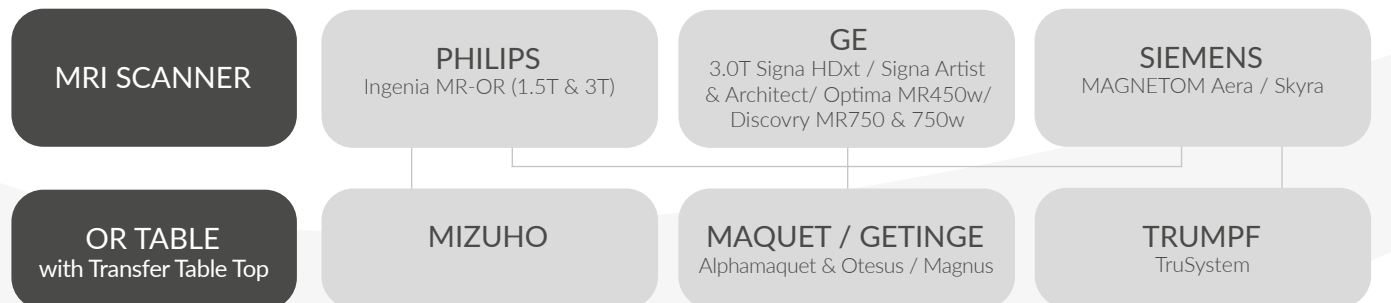 MRI SCANNER
PHILIPS
Ingenia MR-OR (1.5T & 3T)
GE
3.0T Signa HDxt / Signa Artist
& Architect/ Optima MR450w/
Discovry MR750 & 750w
SIEMENS
MAGNETOM Aera / Skyra
OR TABLE
with Transfer Table Top
MIZUHO
MAQUET / GETINGE
Alphamaquet & Otesus / Magnus
TRUMPF
TruSystem